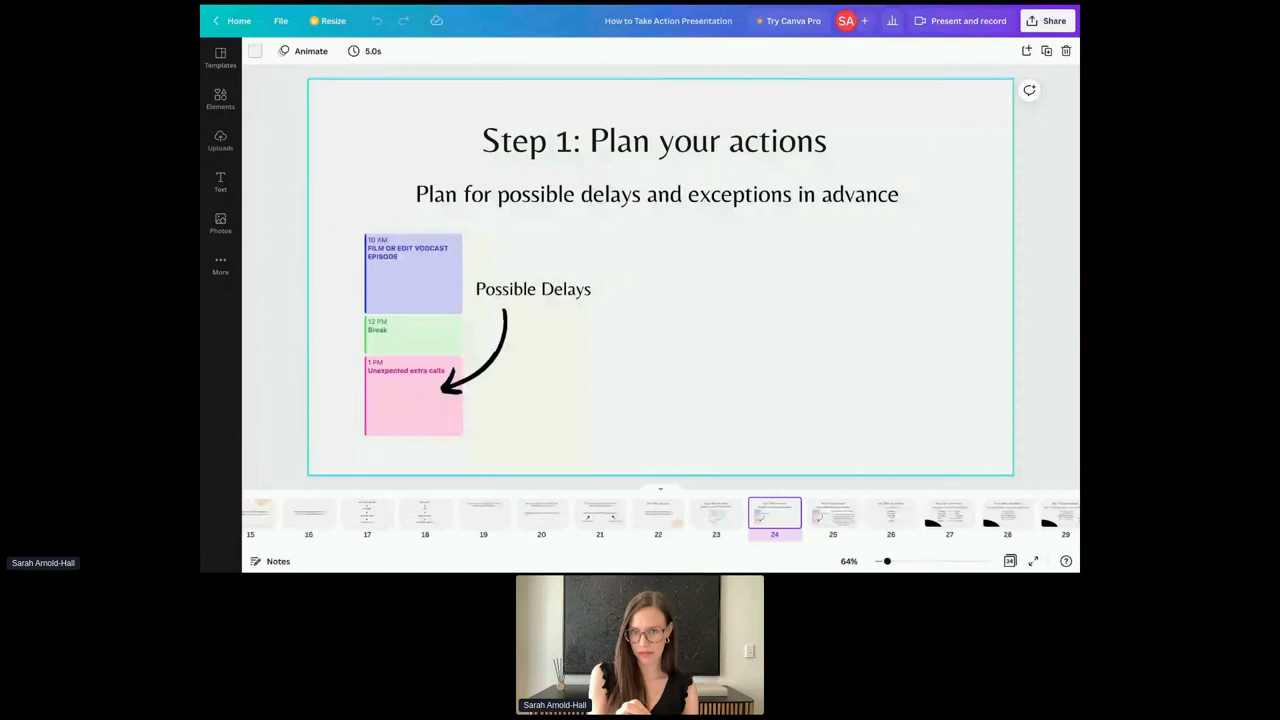 Home
File
Resize
How to Take Action Presentation
Try Canva Pro
SA
+
Present and record
Share
Templates
Animate
5.0s
Elements
Uploads
Text
Photos
More
Step 1: Plan your actions
Plan for possible delays and exceptions in advance
10 AM
FILM OR EDIT VODCAST
EPISODE
Possible Delays
12 PM
Break
1 PM
Unexpected extra calls
15
16
17
18
19
20
21
22
23
24
25
26
27
28
29
Notes
64%
34
Sarah Arnold-Hall
Sarah Arnold-Hall